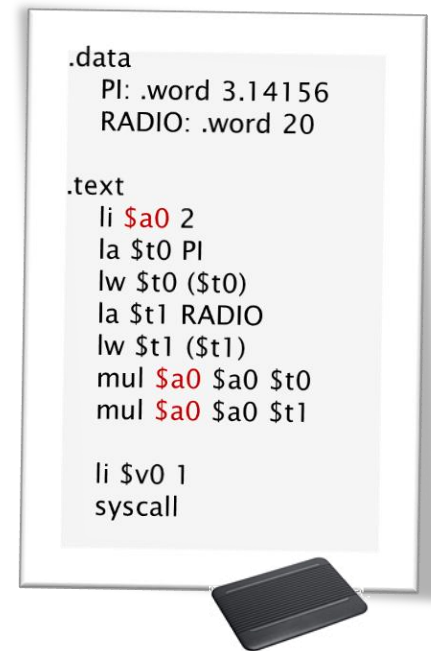 .data
PI: .word 3.14156
RADIO: .word 20
.text
li $a0 2
la $t0 PI
lw $t0 ($t0)
la $t1 RADIO
lw $t1 ($t1)
mul $a0 $a0 $t0
mul $a0 $a0 $t1
li $v0 1
syscall